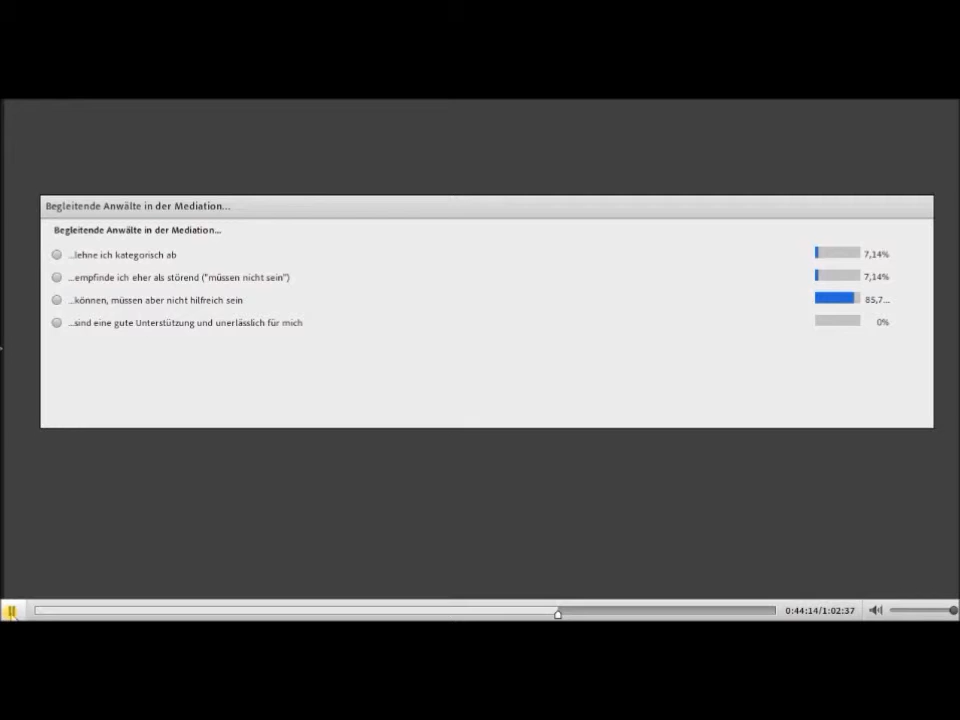 Begleitende Anwälte in der Mediation...
Begleitende Anwälte in der Mediation...
...lehne ich kategorisch ab 7,14%
...empfinde ich eher als störend ("müssen nicht sein") 7,14%
...können, müssen aber nicht hilfreich sein 85,7...
...sind eine gute Unterstützung und unerlässlich für mich 0%
0:44:14/1:02:37